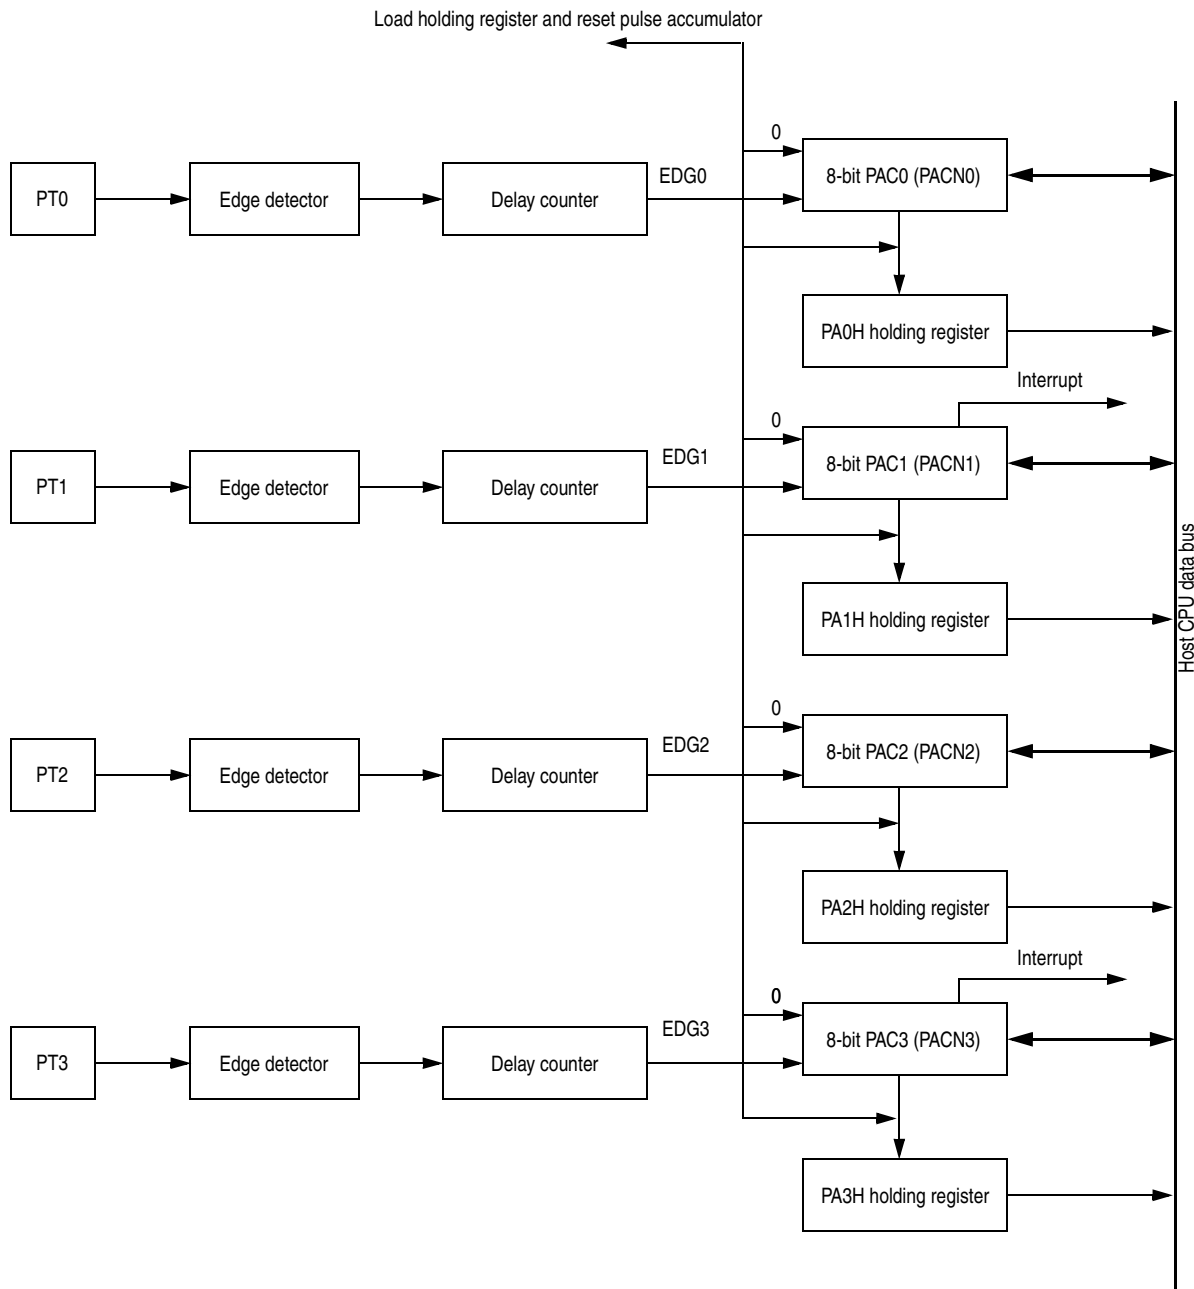 Load holding register and reset pulse accumulator
0
EDG0
PT0
Edge detector
Delay counter
8-bit PAC0 (PACN0)
PA0H holding register
Interrupt
0
EDG1
PT1
Edge detector
Delay counter
8-bit PAC1 (PACN1)
PA1H holding register
Host CPU data bus
0
EDG2
PT2
Edge detector
Delay counter
8-bit PAC2 (PACN2)
PA2H holding register
Interrupt
0
EDG3
PT3
Edge detector
Delay counter
8-bit PAC3 (PACN3)
PA3H holding register